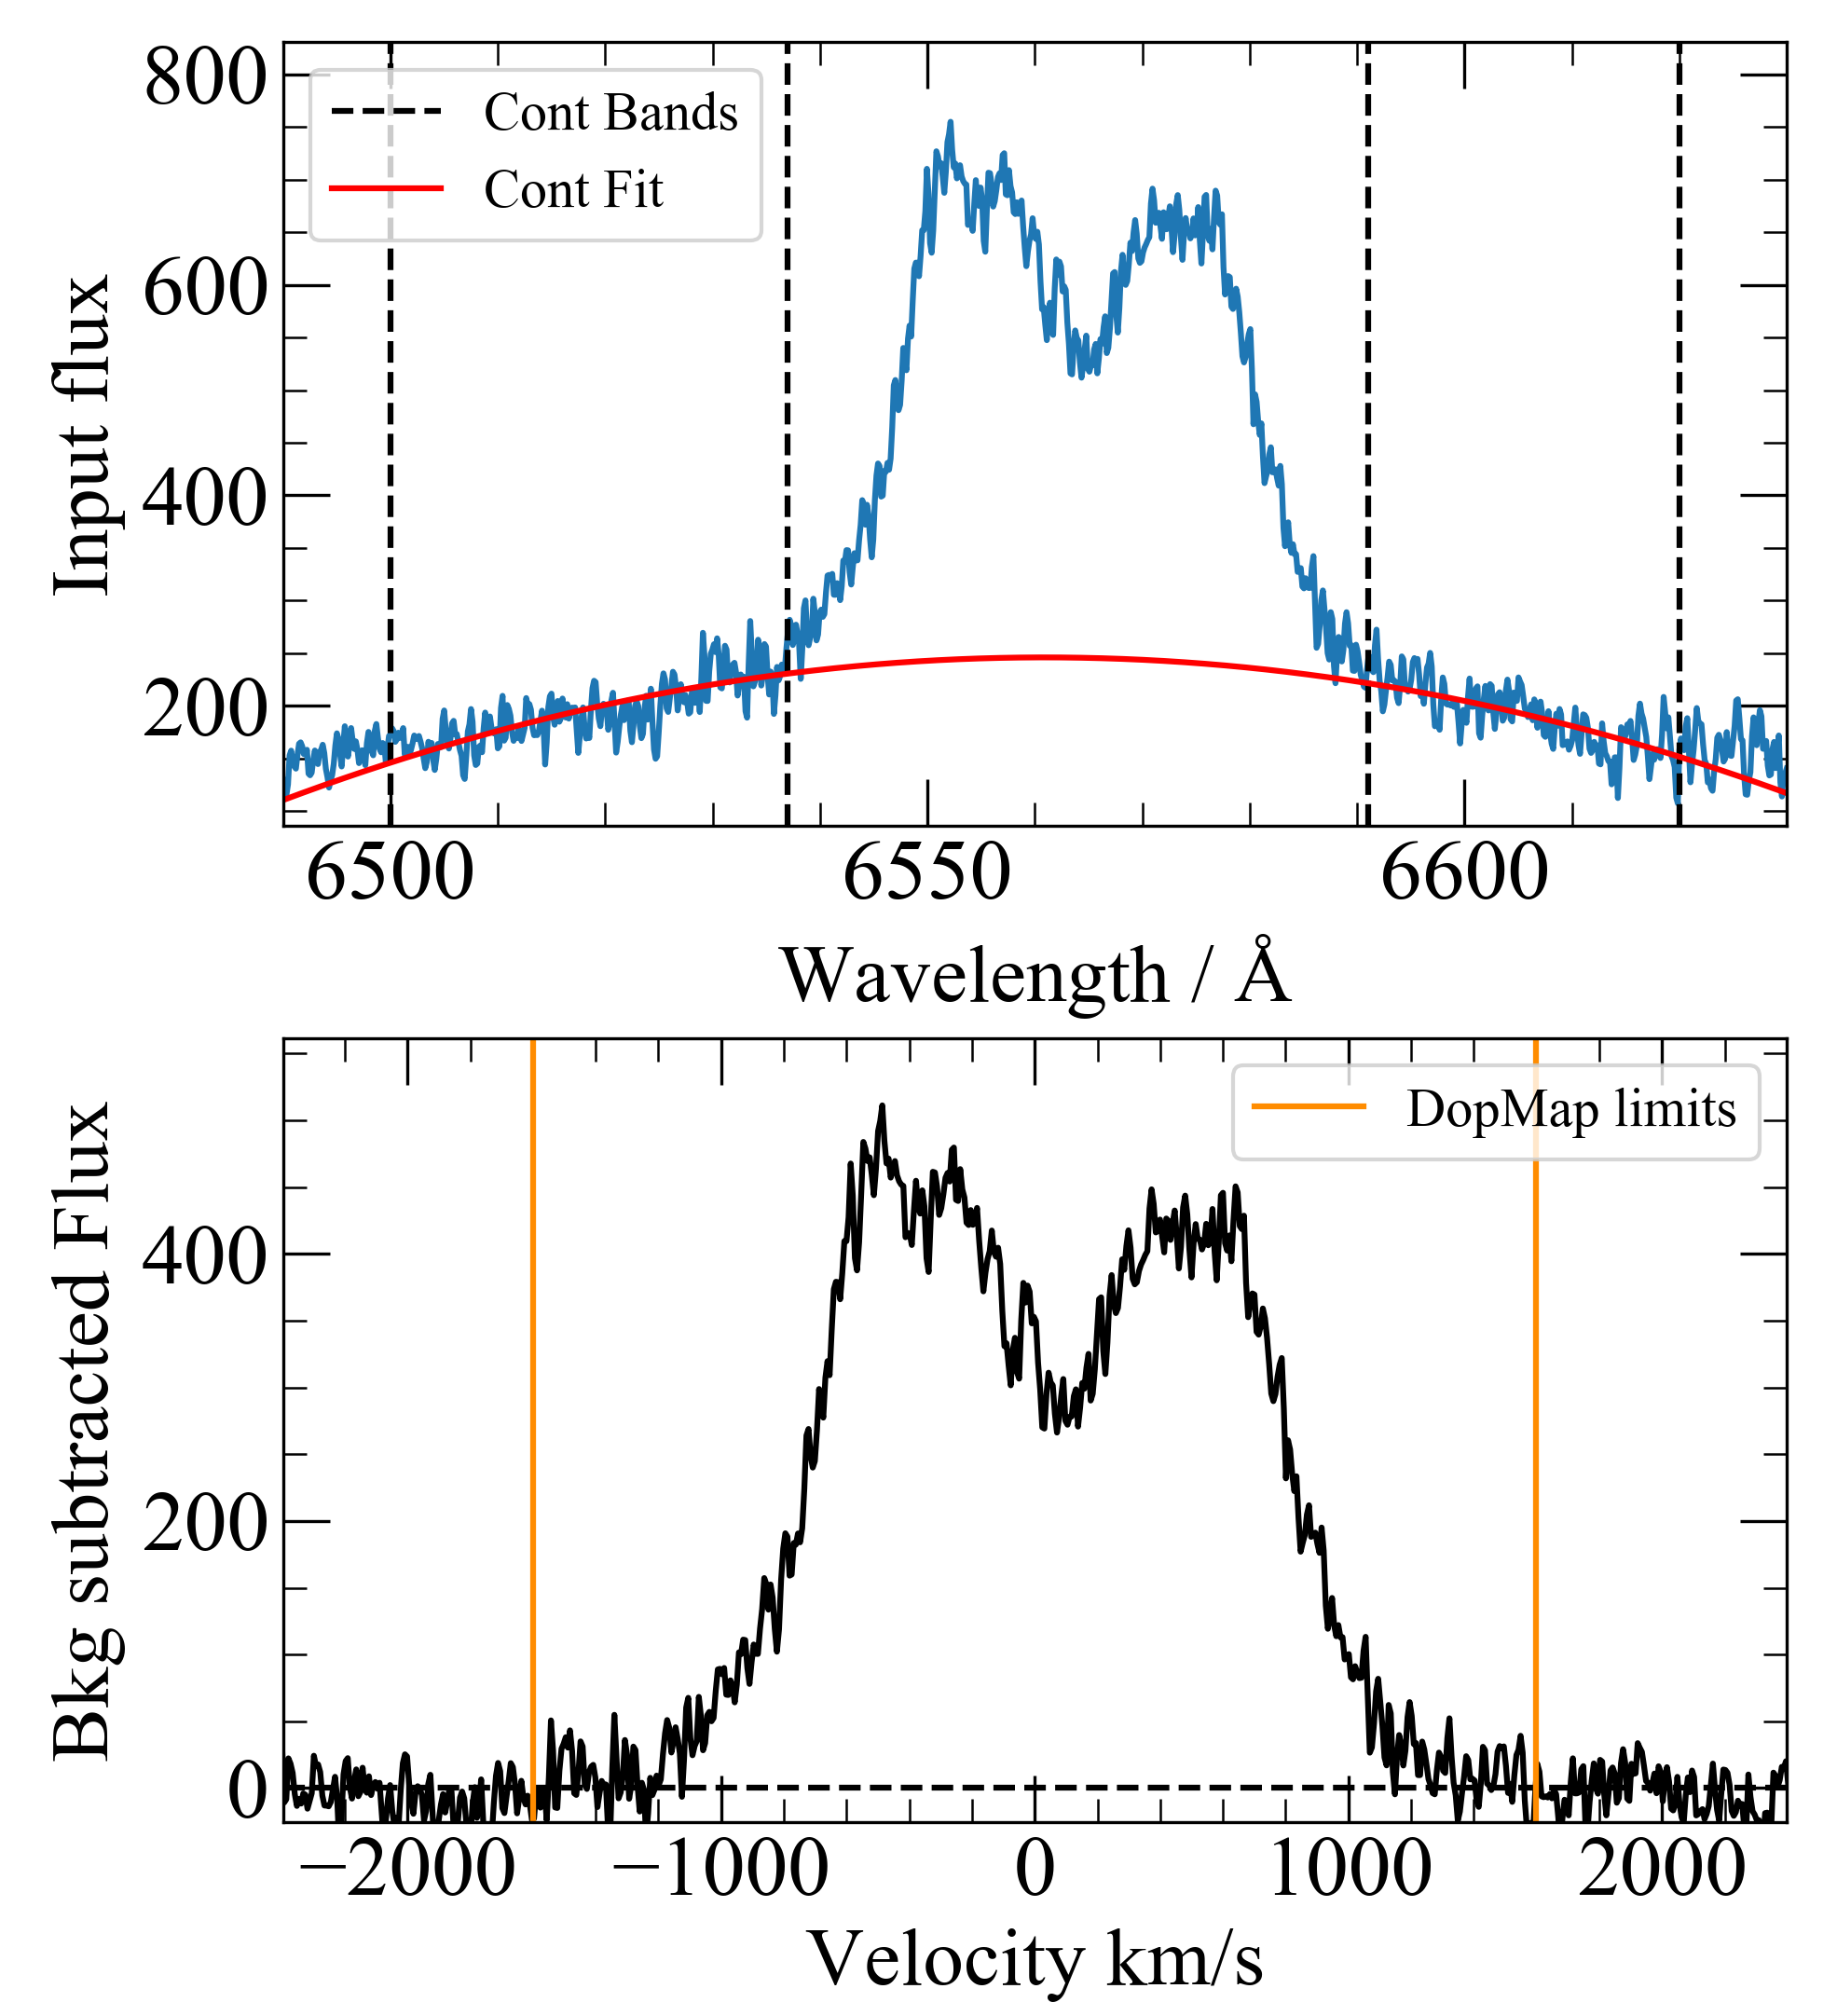 800
600
400
200
Input flux
Cont Bands
Cont Fit
6500 6550 6600
Wavelength / Å
400
200
0
Bkg subtracted Flux
DopMap limits
−2000 −1000 0 1000 2000
Velocity km/s